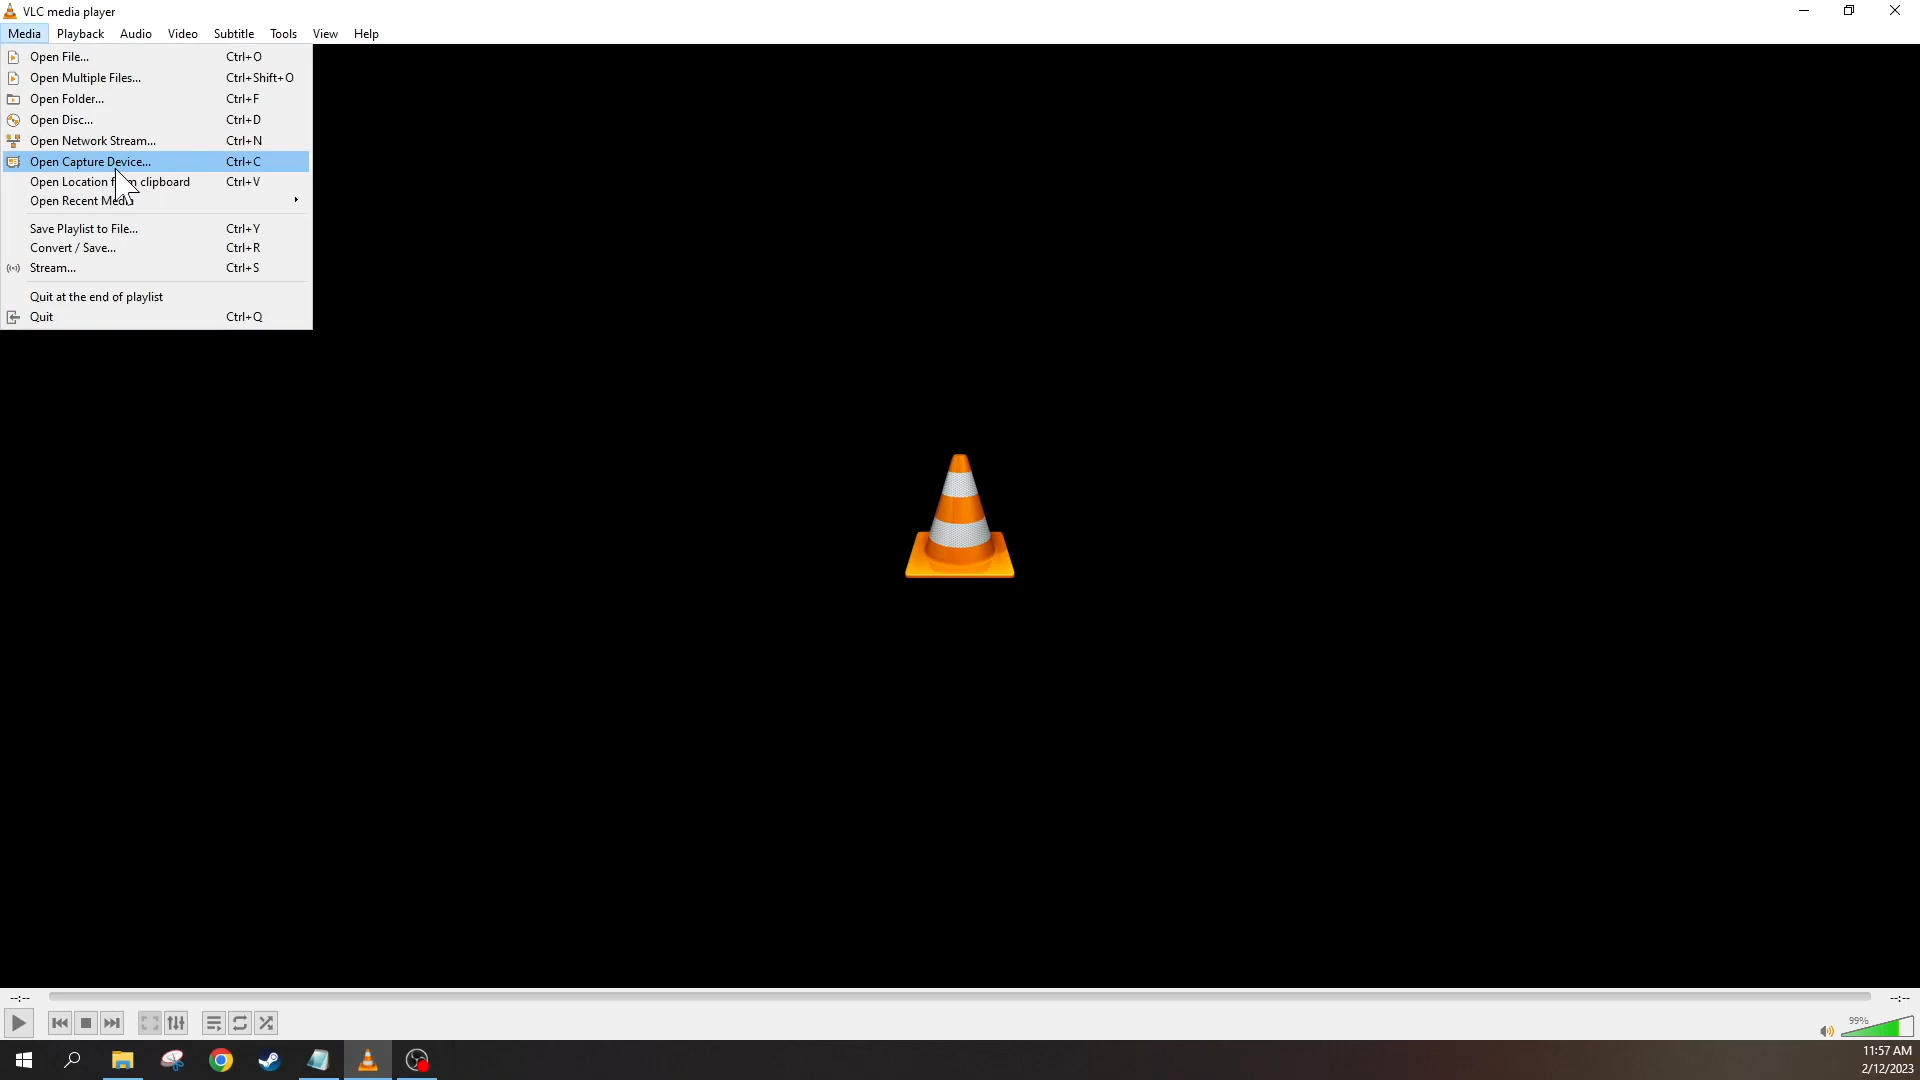 VLC media player
Media Playback Audio Video Subtitle Tools View Help
Open File... Ctrl+O
Open Multiple Files... Ctrl+Shift+O
Open Folder... Ctrl+F
Open Disc... Ctrl+D
Open Network Stream... Ctrl+N
Open Capture Device... Ctrl+C
Open Location from clipboard Ctrl+V
Open Recent Media
Save Playlist to File... Ctrl+Y
Convert / Save... Ctrl+R
Stream... Ctrl+S
Quit at the end of playlist
Quit Ctrl+Q
--:-- --:--
99%
11:57 AM
2/12/2023